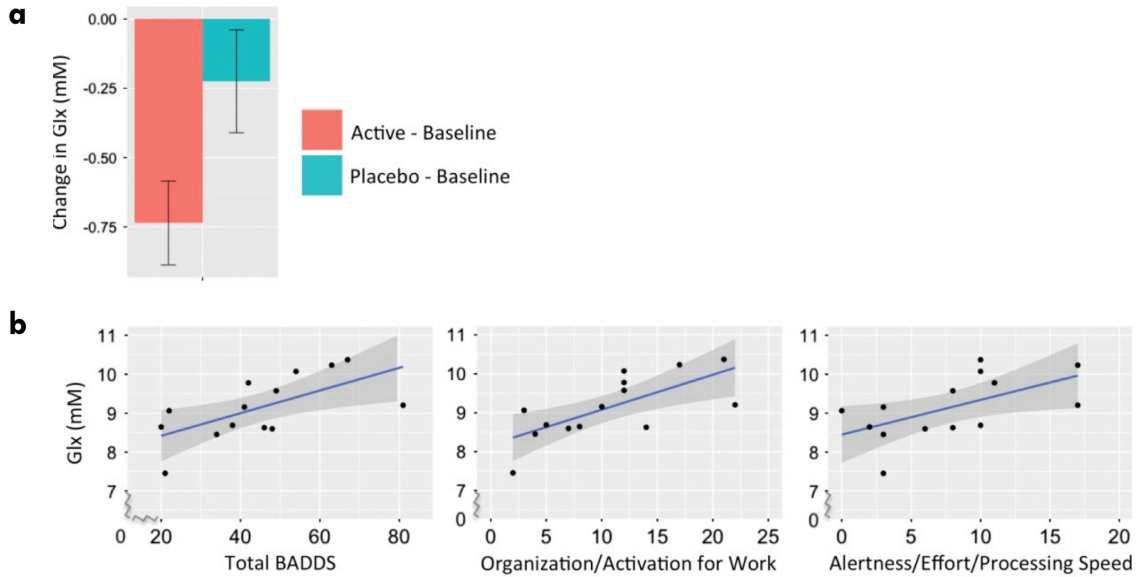 a
0.00
-0.25
-0.50
-0.75
Change in Glx (mM)
Active - Baseline
Placebo - Baseline
b
11
10
9
8
7
Glx (mM)
0 20 40 60 80
Total BADDS
11
10
9
8
7
0
0 5 10 15 20 25
Organization/Activation for Work
11
10
9
8
7
0
0 5 10 15 20
Alertness/Effort/Processing Speed